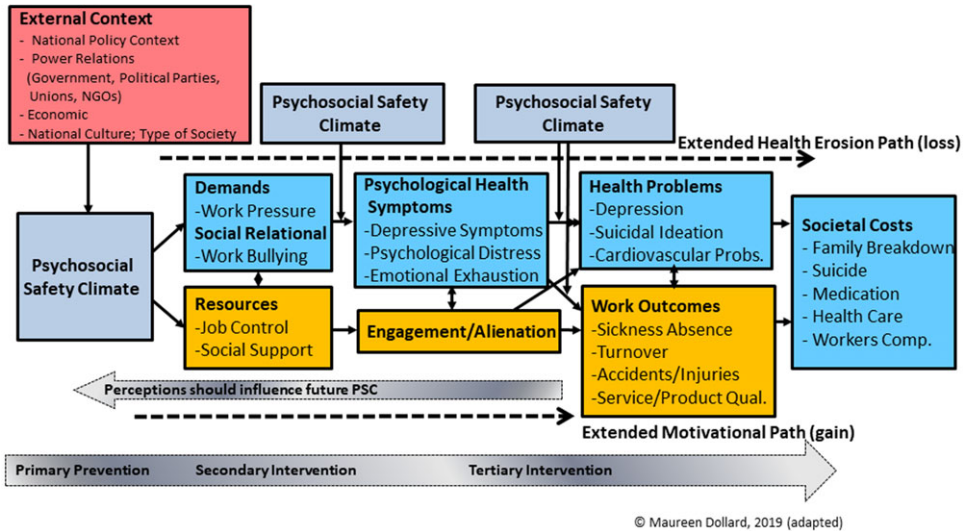 External Context
- National Policy Context
- Power Relations
(Government, Political Parties,
Unions, NGOs)
- Economic
- National Culture; Type of Society
Psychosocial Safety
Climate
Psychosocial Safety
Climate
Extended Health Erosion Path (loss)
Psychosocial
Safety Climate
Demands
-Work Pressure
Social Relational
-Work Bullying
Psychological Health
Symptoms
-Depressive Symptoms
-Psychological Distress
-Emotional Exhaustion
Health Problems
-Depression
-Suicidal Ideation
-Cardiovascular Probs.
Societal Costs
- Family Breakdown
- Suicide
- Medication
- Health Care
- Workers Comp.
Resources
-Job Control
-Social Support
Engagement/Alienation
Work Outcomes
-Sickness Absence
-Turnover
-Accidents/Injuries
-Service/Product Qual.
Perceptions should influence future PSC
Extended Motivational Path (gain)
Primary Prevention Secondary Intervention Tertiary Intervention
© Maureen Dollard, 2019 (adapted)